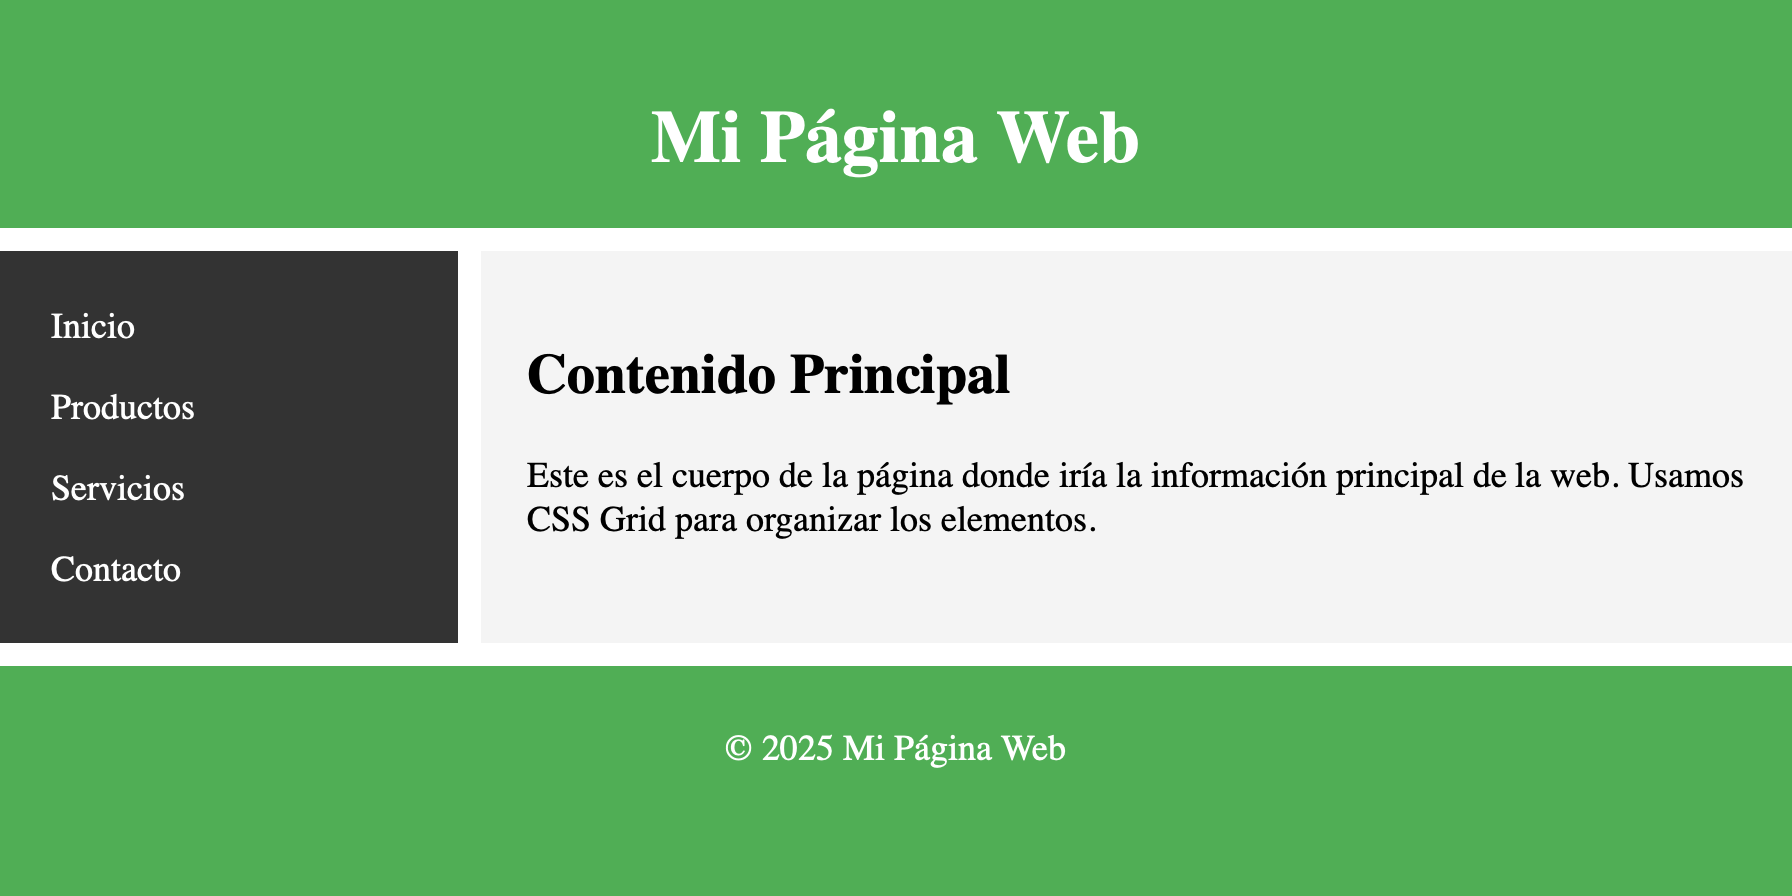 Mi Página Web
Inicio
Productos
Servicios
Contacto
Contenido Principal
Este es el cuerpo de la página donde iría la información principal de la web. Usamos
CSS Grid para organizar los elementos.
© 2025 Mi Página Web